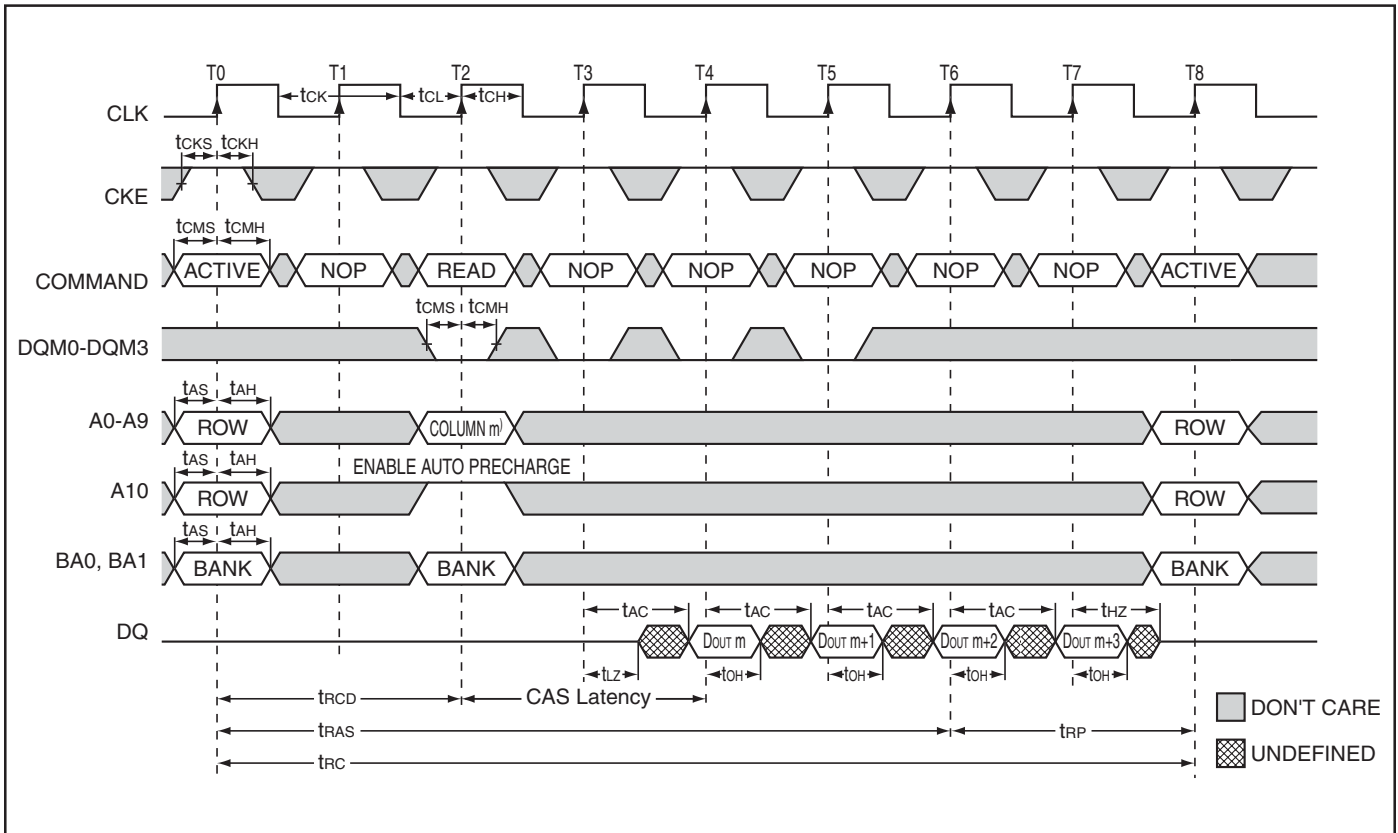 T0 T1 T2 T3 T4 T5 T6 T7 T8
CLK tCK tCL tCH
tCKS tCKH
CKE
tCMS tCMH
COMMAND ACTIVE NOP READ NOP NOP NOP NOP NOP ACTIVE
tCMS tCMH
DQM0-DQM3
tAS tAH
A0-A9 ROW COLUMN m) ROW
tAS tAH ENABLE AUTO PRECHARGE
A10 ROW ROW
tAS tAH
BA0, BA1 BANK BANK BANK
tAC tAC tAC tAC tHZ
DQ DOUT m DOUT m+1 DOUT m+2 DOUT m+3
tLZ tOH tOH tOH tOH
tRCD CAS Latency
DON'T CARE
tRAS tRP
UNDEFINED
tRC